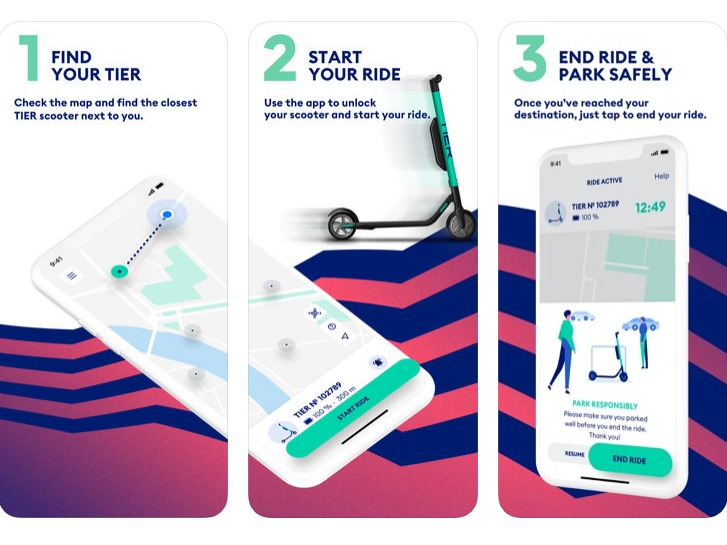 1 FIND
YOUR TIER
Check the map and find the closest
TIER scooter next to you.
9:41
2 START
YOUR RIDE
Use the app to unlock
your scooter and start your ride.
TIER
TIER Nº 102789
100 % · 300 m
START RIDE
3 END RIDE &
PARK SAFELY
Once you've reached your
destination, just tap to end your ride.
9:41
RIDE ACTIVE
Help
TIER Nº 102789
100 %
12:49
PARK RESPONSIBLY
Please make sure you parked
well before you end the ride.
Thank you!
RESUME
END RIDE